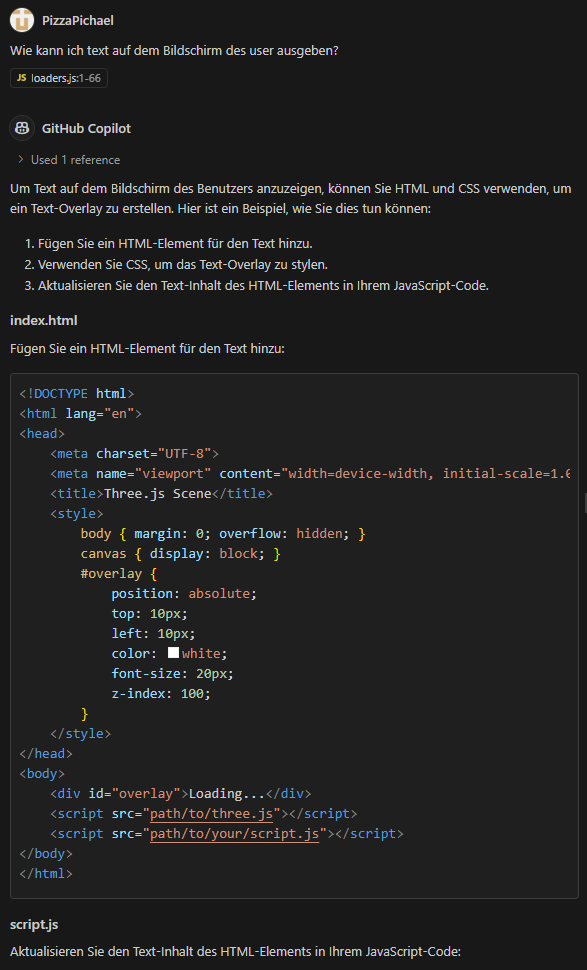 PizzaPichael
Wie kann ich text auf dem Bildschirm des user ausgeben?
JS loaders.js:1-66
GitHub Copilot
> Used 1 reference
Um Text auf dem Bildschirm des Benutzers anzuzeigen, können Sie HTML und CSS verwenden, um
ein Text-Overlay zu erstellen. Hier ist ein Beispiel, wie Sie dies tun können:
1. Fügen Sie ein HTML-Element für den Text hinzu.
2. Verwenden Sie CSS, um das Text-Overlay zu stylen.
3. Aktualisieren Sie den Text-Inhalt des HTML-Elements in Ihrem JavaScript-Code.
index.html
Fügen Sie ein HTML-Element für den Text hinzu:
<!DOCTYPE html>
<html lang="en">
<head>
    <meta charset="UTF-8">
    <meta name="viewport" content="width=device-width, initial-scale=1.0
    <title>Three.js Scene</title>
    <style>
        body { margin: 0; overflow: hidden; }
        canvas { display: block; }
        #overlay {
            position: absolute;
            top: 10px;
            left: 10px;
            color: white;
            font-size: 20px;
            z-index: 100;
        }
    </style>
</head>
<body>
    <div id="overlay">Loading...</div>
    <script src="path/to/three.js"></script>
    <script src="path/to/your/script.js"></script>
</body>
</html>
script.js
Aktualisieren Sie den Text-Inhalt des HTML-Elements in Ihrem JavaScript-Code: